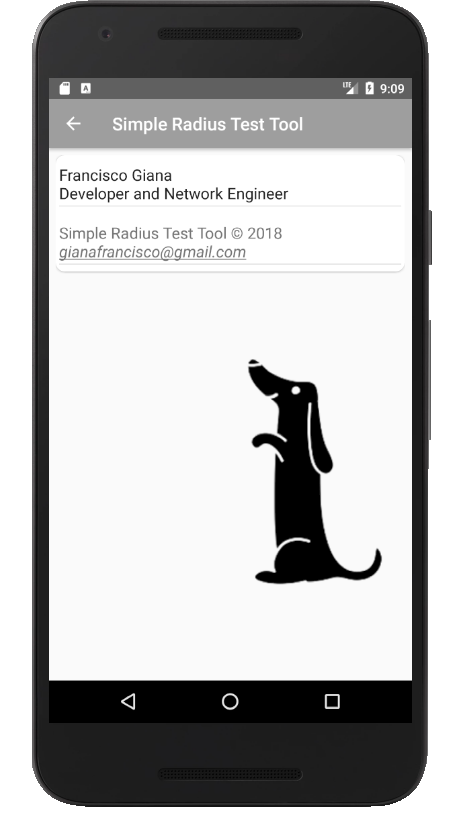 LTE 9:09
Simple Radius Test Tool
Francisco Giana
Developer and Network Engineer
Simple Radius Test Tool © 2018
gianafrancisco@gmail.com